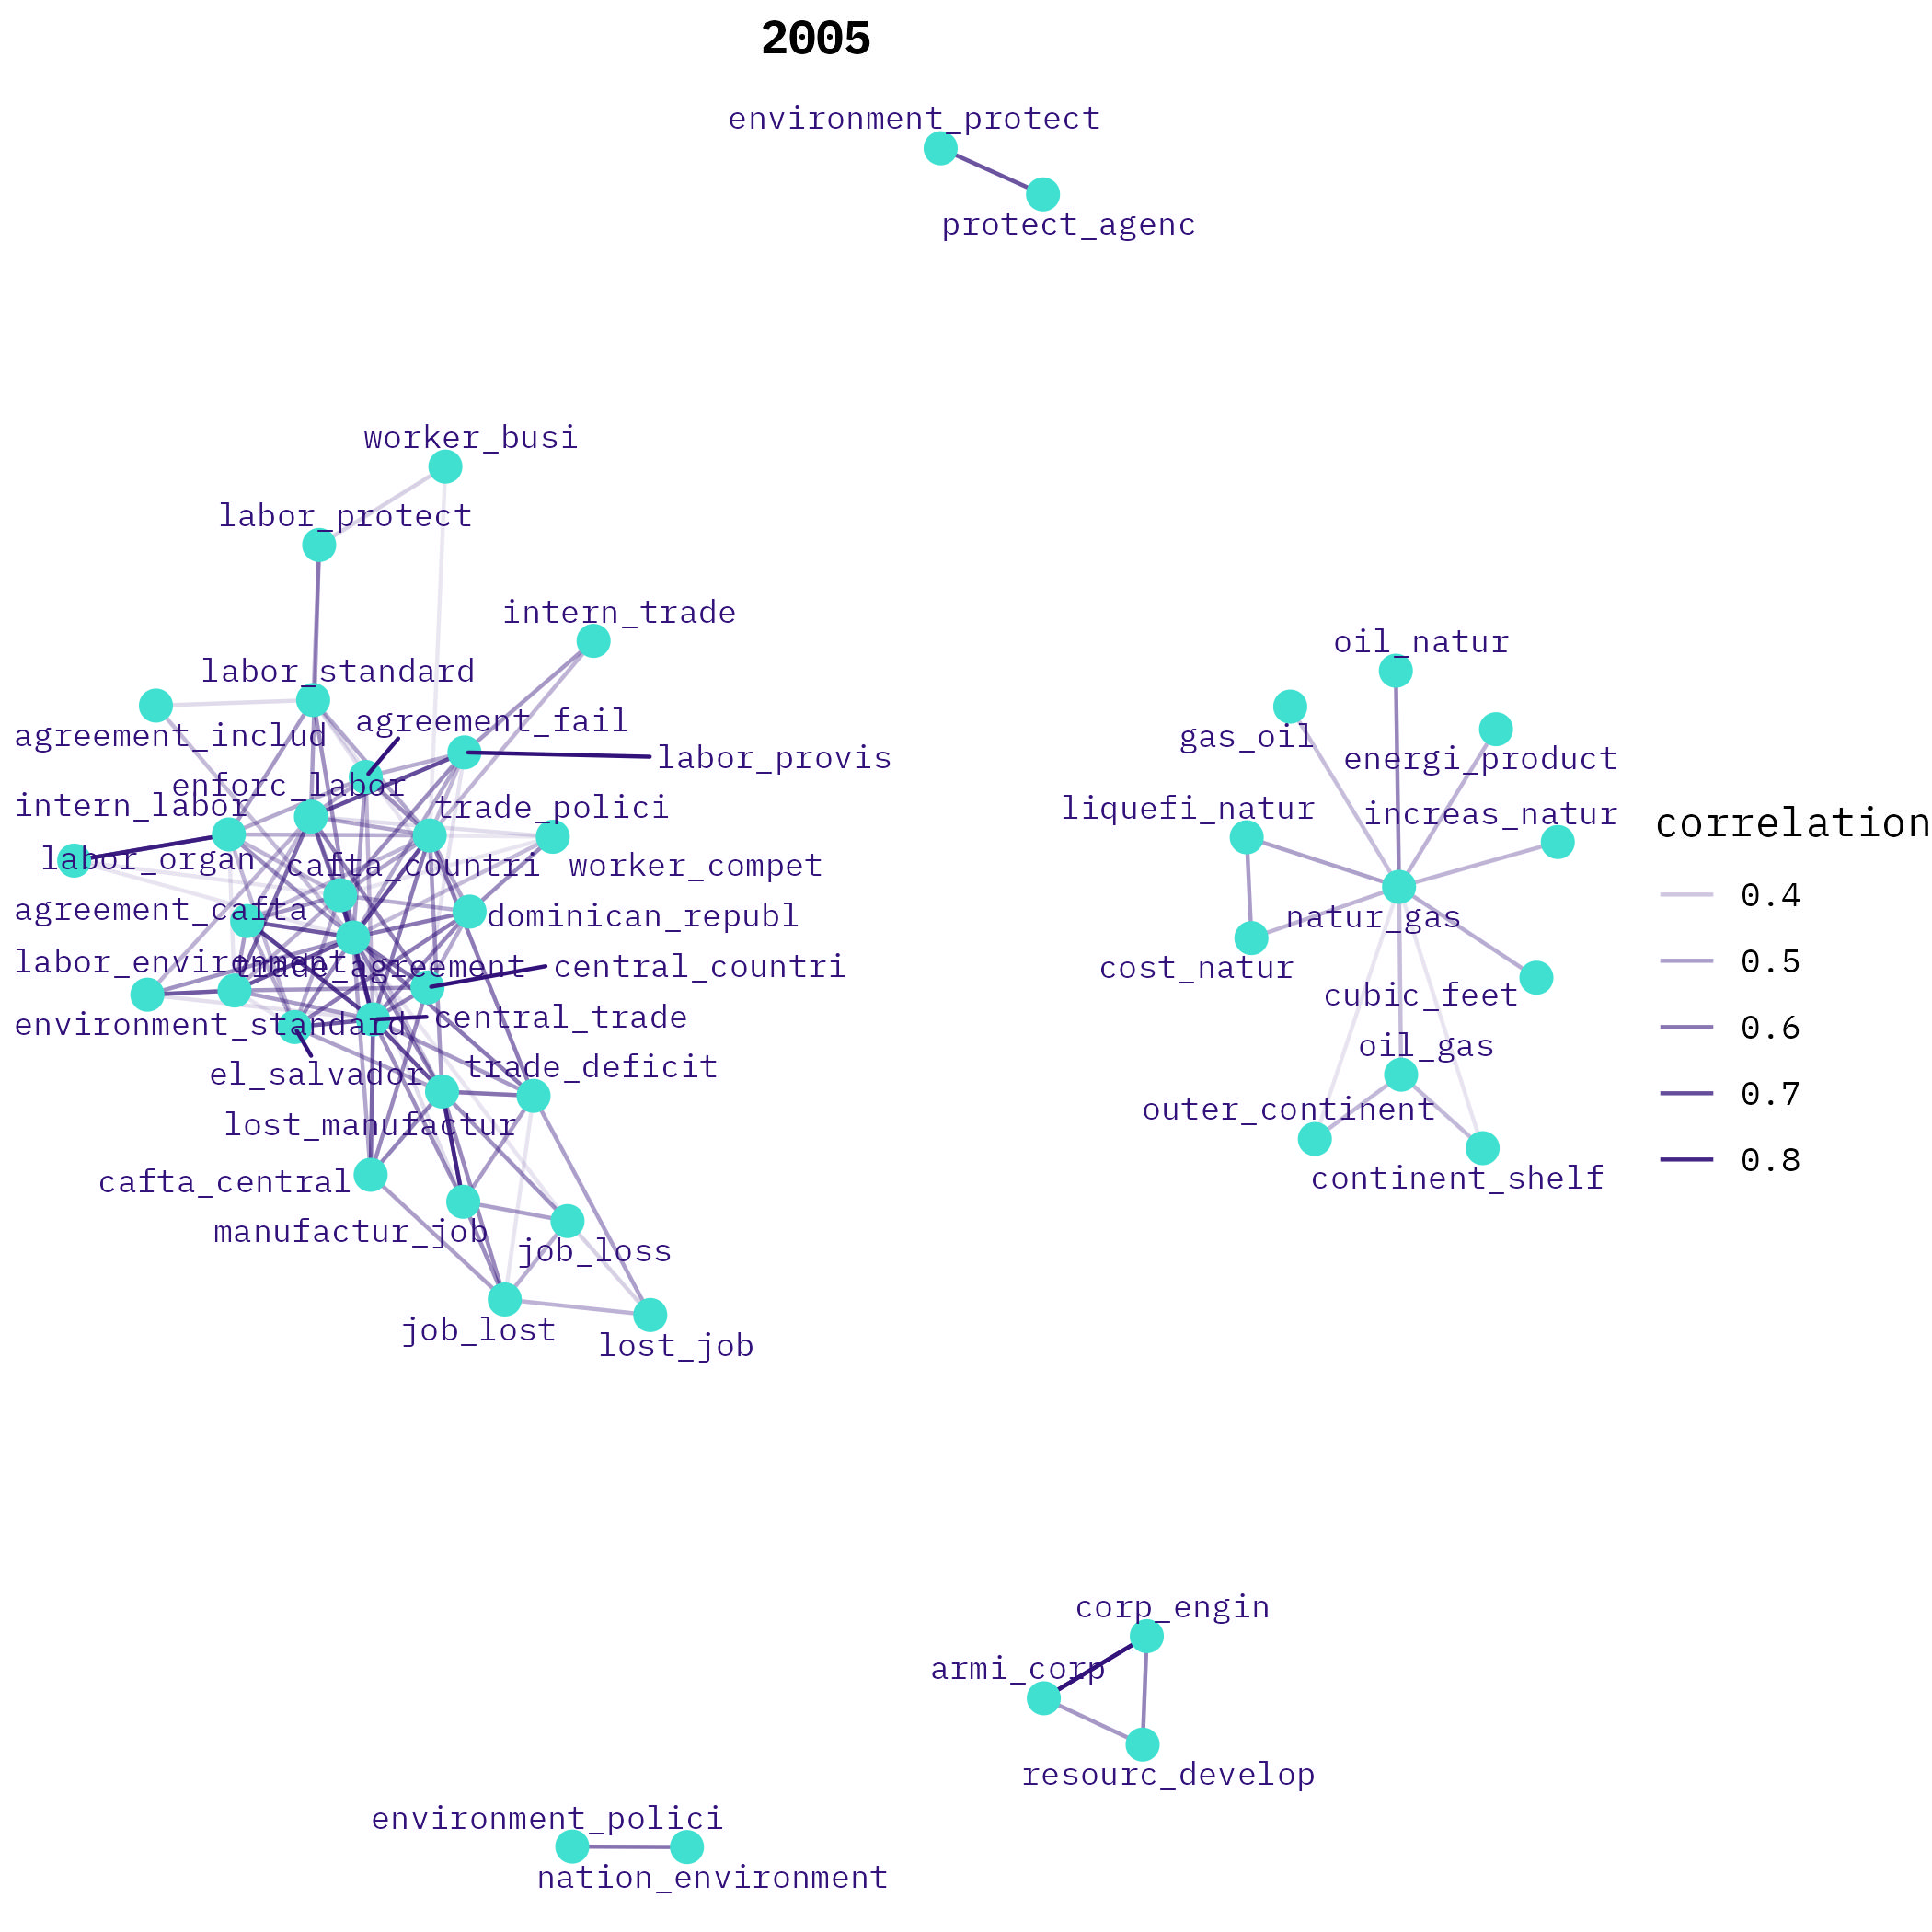 2005
environment_protect
protect_agenc
worker_busi
labor_protect
intern_trade
oil_natur
labor_standard
agreement_fail
agreement_includ
gas_oil
labor_provis
energi_product
enforc_labor
intern_labor
trade_polici
liquefi_natur
increas_natur
correlation
labor_organ
cafta_countri
worker_compet
0.4
agreement_cafta
dominican_republ
natur_gas
labor_environment
trade_agreement
central_countri
cost_natur
0.5
cubic_feet
environment_standard
central_trade
0.6
oil_gas
el_salvador
trade_deficit
0.7
outer_continent
lost_manufactur
0.8
cafta_central
continent_shelf
manufactur_job
job_loss
job_lost
lost_job
corp_engin
armi_corp
resourc_develop
environment_polici
nation_environment